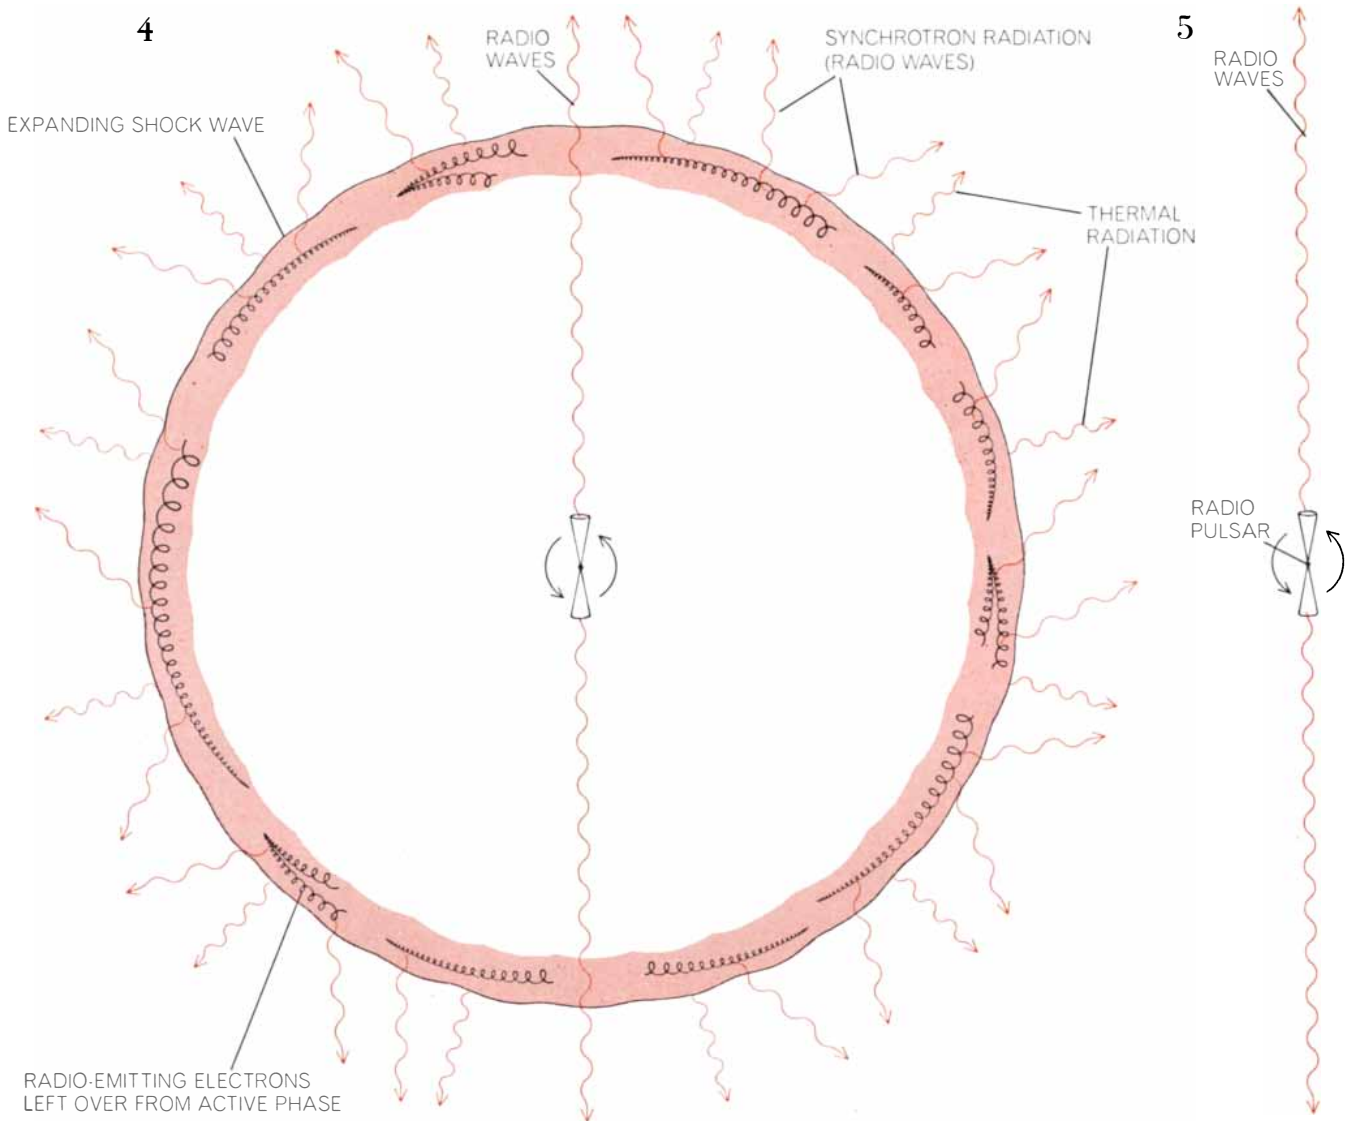 4
RADIO
WAVES
SYNCHROTRON RADIATION
(RADIO WAVES)
EXPANDING SHOCK WAVE
THERMAL
RADIATION
RADIO-EMITTING ELECTRONS
LEFT OVER FROM ACTIVE PHASE
5
RADIO
WAVES
RADIO
PULSAR